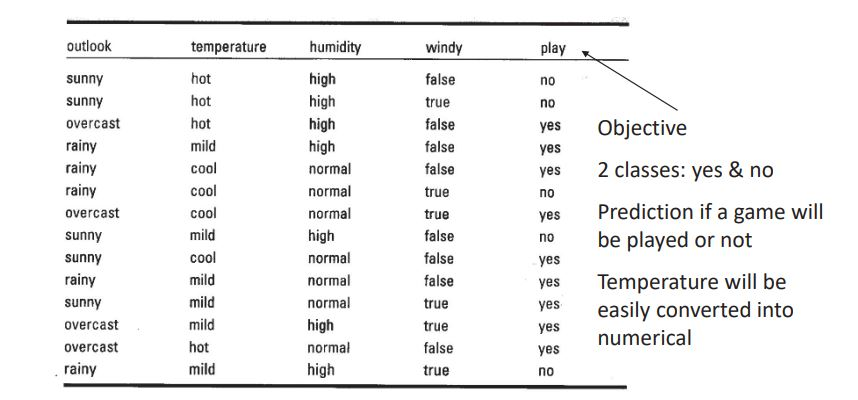 outlook temperature humidity windy play
sunny hot high false no
sunny hot high true no
overcast hot high false yes
rainy mild high false yes
rainy cool normal false yes
rainy cool normal true no
overcast cool normal true yes
sunny mild high false no
sunny cool normal false yes
rainy mild normal false yes
sunny mild normal true yes
overcast mild high true yes
overcast hot normal false yes
rainy mild high true no
Objective
2 classes: yes & no
Prediction if a game will
be played or not
Temperature will be
easily converted into
numerical